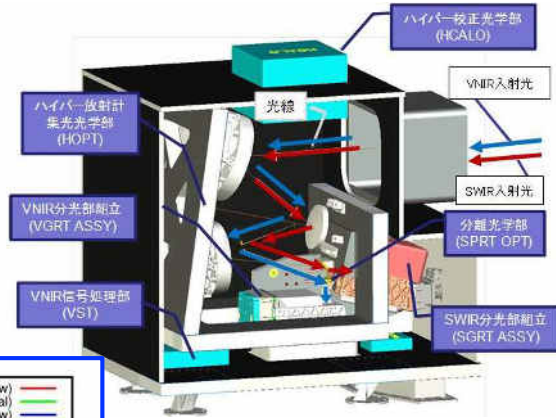 ハイパー校正光学部
(HCALO)
ハイパー放射計
集光光学部
(HOPT)
光線
VNIR入射光
SWIR入射光
VNIR分光部組立
(VGRT ASSY)
分離光学部
(SPRT OPT)
VNIR信号処理部
(VST)
SWIR分光部組立
(SGRT ASSY)